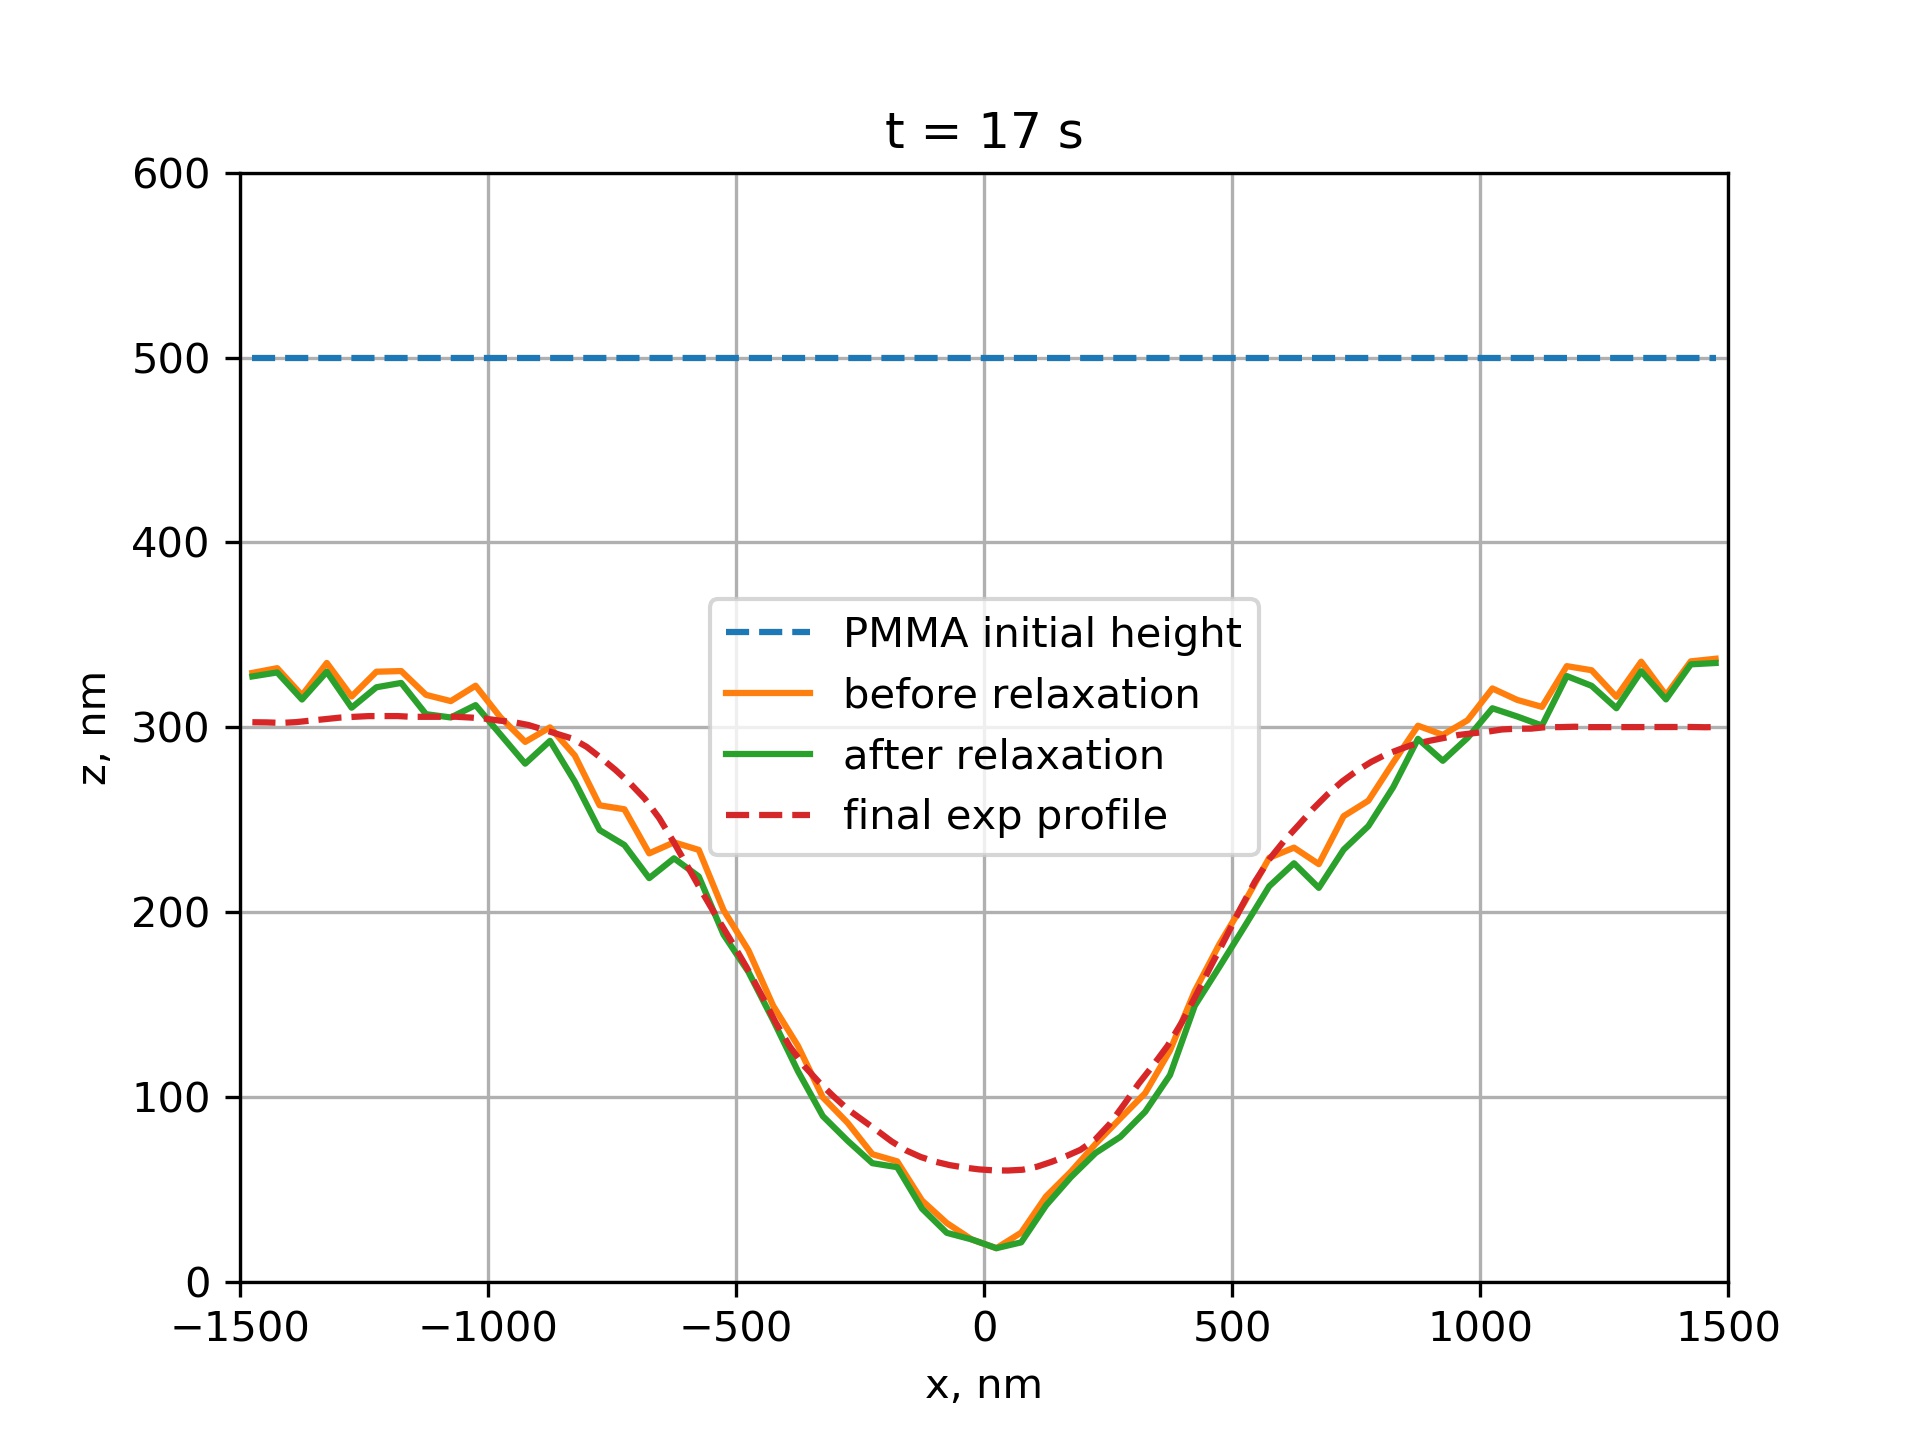 t = 17 s
600
500
400
300
200
100
0
z, nm
PMMA initial height
before relaxation
after relaxation
final exp profile
−1500 −1000 −500 0 500 1000 1500
x, nm